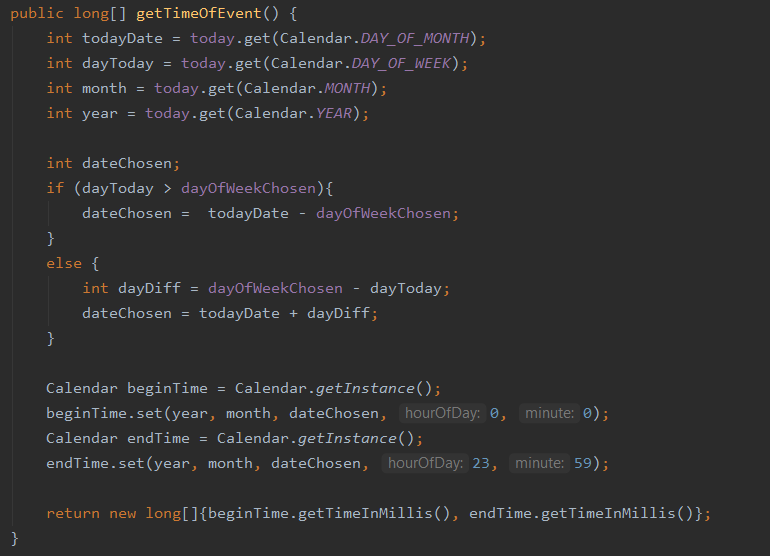 public long[] getTimeOfEvent() {
    int todayDate = today.get(Calendar.DAY_OF_MONTH);
    int dayToday = today.get(Calendar.DAY_OF_WEEK);
    int month = today.get(Calendar.MONTH);
    int year = today.get(Calendar.YEAR);

    int dateChosen;
    if (dayToday > dayOfWeekChosen){
        dateChosen =  todayDate - dayOfWeekChosen;
    }
    else {
        int dayDiff = dayOfWeekChosen - dayToday;
        dateChosen = todayDate + dayDiff;
    }

    Calendar beginTime = Calendar.getInstance();
    beginTime.set(year, month, dateChosen, hourOfDay: 0, minute: 0);
    Calendar endTime = Calendar.getInstance();
    endTime.set(year, month, dateChosen, hourOfDay: 23, minute: 59);

    return new long[]{beginTime.getTimeInMillis(), endTime.getTimeInMillis()};
}